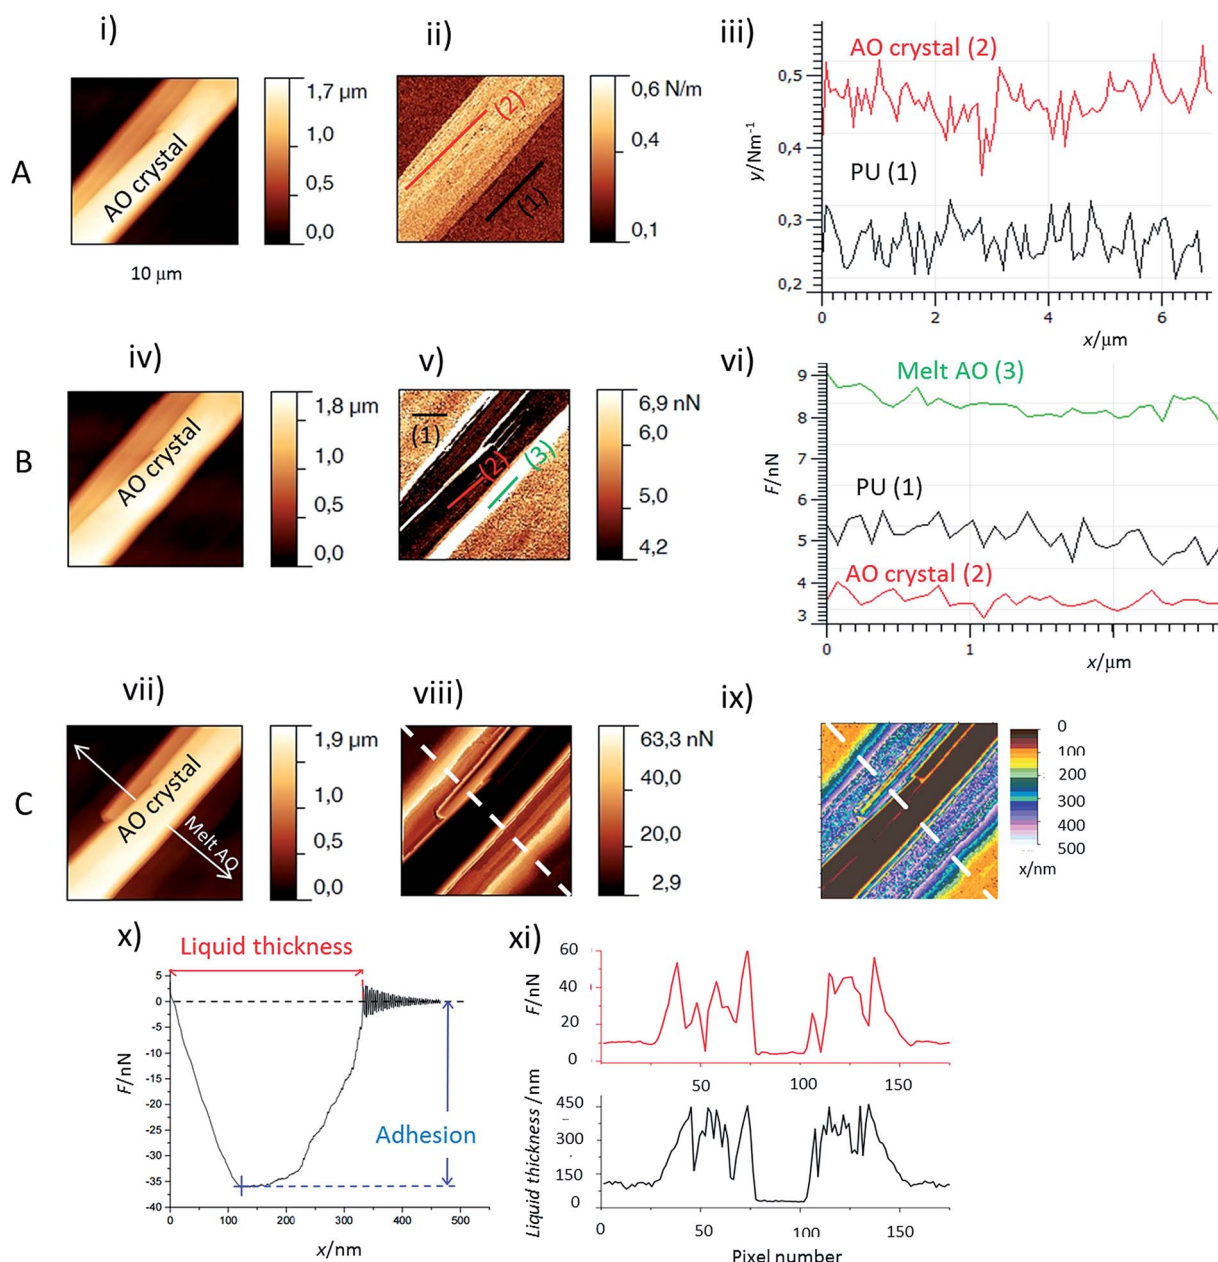 i)
ii)
iii)
A
AO crystal
1,7 µm
1,0
0,5
0,0
10 µm
(2)
(1)
0,6 N/m
0,4
0,1
AO crystal (2)
PU (1)
y/Nm⁻¹
0,5
0,4
0,3
0,2
0 2 4 6
x/µm
iv)
v)
vi)
B
AO crystal
1,8 µm
1,0
0,5
0,0
(1)
(2)
(3)
6,9 nN
6,0
5,0
4,2
Melt AO (3)
PU (1)
AO crystal (2)
F/nN
9
8
7
6
5
4
3
0 1
x/µm
vii)
viii)
ix)
C
AO crystal
Melt AO
1,9 µm
1,0
0,5
0,0
63,3 nN
40,0
20,0
2,9
0
100
200
300
400
500
x/nm
x)
Liquid thickness
Adhesion
F/nN
5
0
-5
-10
-15
-20
-25
-30
-35
-40
0 100 200 300 400 500
x/nm
xi)
F/nN
60
40
20
0
50 100 150
Liquid thickness /nm
450
300
150
0
0 50 100 150
Pixel number